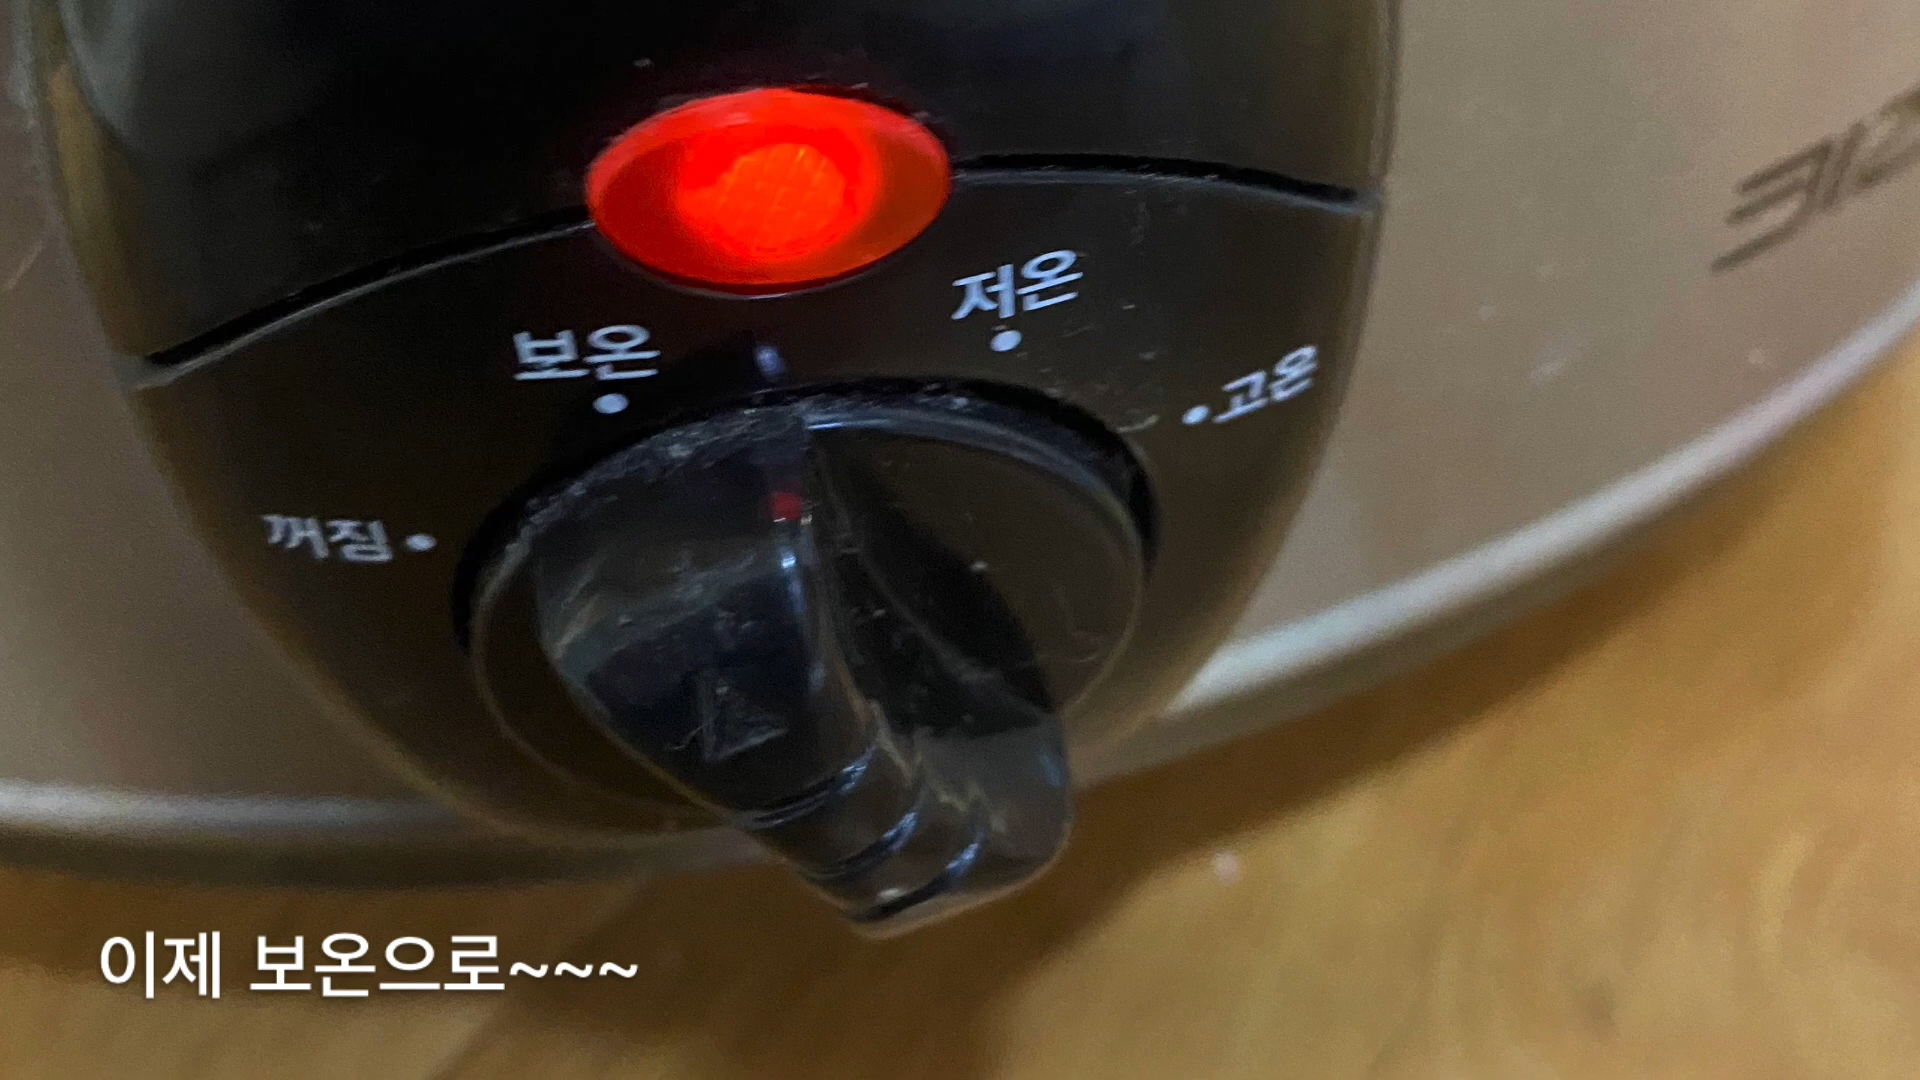 저온
보온
고온
꺼짐
이제 보온으로~~~